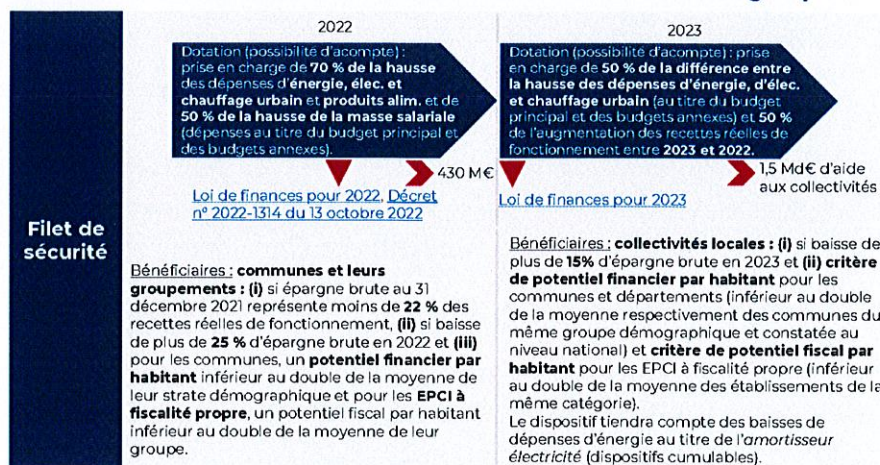 2022
Dotation (possibilité d'acompte) :
prise en charge de 70 % de la hausse
des dépenses d'énergie, élec. et
chauffage urbain et produits alim. et de
50 % de la hausse de la masse salariale
(dépenses au titre du budget principal et
des budgets annexes).
430 M€
Loi de finances pour 2022, Décret
n° 2022-1314 du 13 octobre 2022
Filet de
sécurité
Bénéficiaires : communes et leurs
groupements : (i) si épargne brute au 31
décembre 2021 représente moins de 22 % des
recettes réelles de fonctionnement, (ii) si baisse
de plus de 25 % d'épargne brute en 2022 et (iii)
pour les communes, un potentiel financier par
habitant inférieur au double de la moyenne de
leur strate démographique et pour les EPCI à
fiscalité propre, un potentiel fiscal par habitant
inférieur au double de la moyenne de leur
groupe.
2023
Dotation (possibilité d'acompte) : prise
en charge de 50 % de la différence entre
la hausse des dépenses d'énergie, d'élec.
et chauffage urbain (au titre du budget
principal et des budgets annexes) et 50 %
de l'augmentation des recettes réelles de
fonctionnement entre 2023 et 2022.
1,5 Md€ d'aide
aux collectivités
Loi de finances pour 2023
Bénéficiaires : collectivités locales : (i) si baisse de
plus de 15% d'épargne brute en 2023 et (ii) critère
de potentiel financier par habitant pour les
communes et départements (inférieur au double
de la moyenne respectivement des communes du
même groupe démographique et constatée au
niveau national) et critère de potentiel fiscal par
habitant pour les EPCI à fiscalité propre (inférieur
au double de la moyenne des établissements de la
même catégorie).
Le dispositif tiendra compte des baisses de
dépenses d'énergie au titre de l'amortisseur
électricité (dispositifs cumulables).